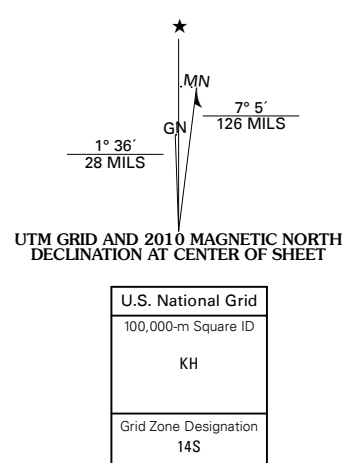 ★
MN
7° 5´
126 MILS
GN
1° 36´
28 MILS
UTM GRID AND 2010 MAGNETIC NORTH
DECLINATION AT CENTER OF SHEET
U.S. National Grid
100,000-m Square ID
KH
Grid Zone Designation
14S